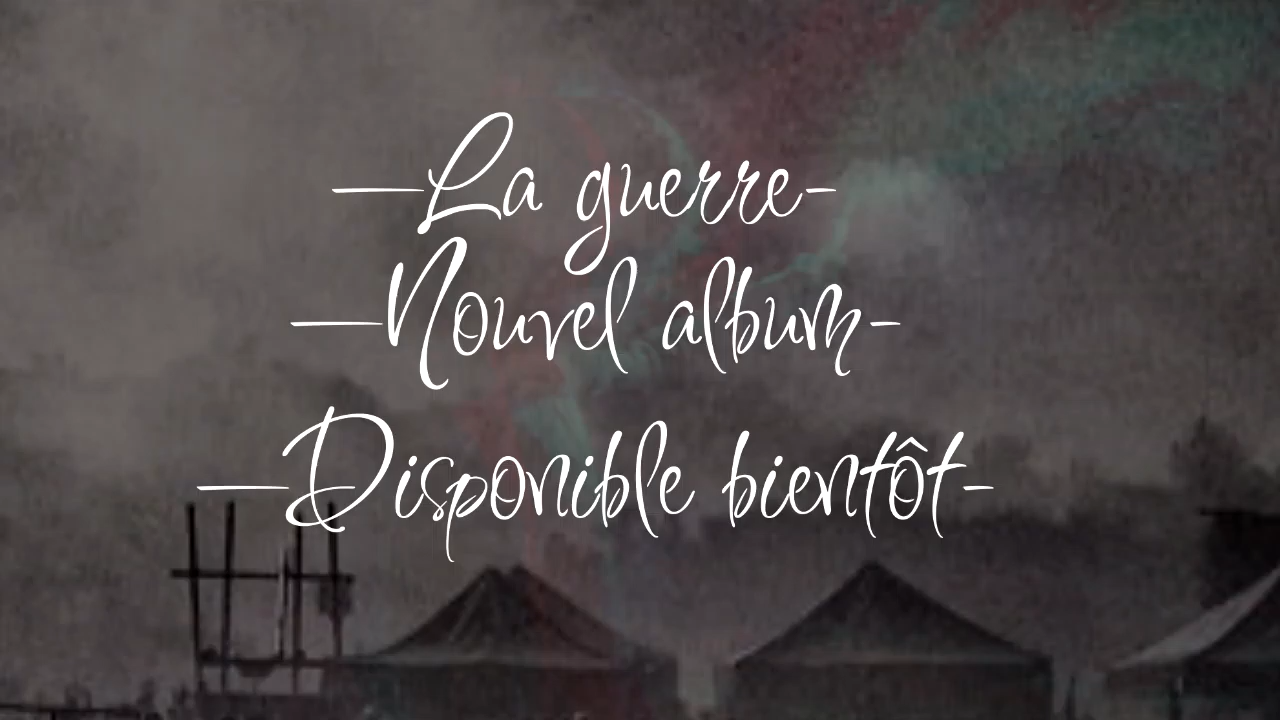 —La guerre-
—Nouvel album-
—Disponible bientôt-